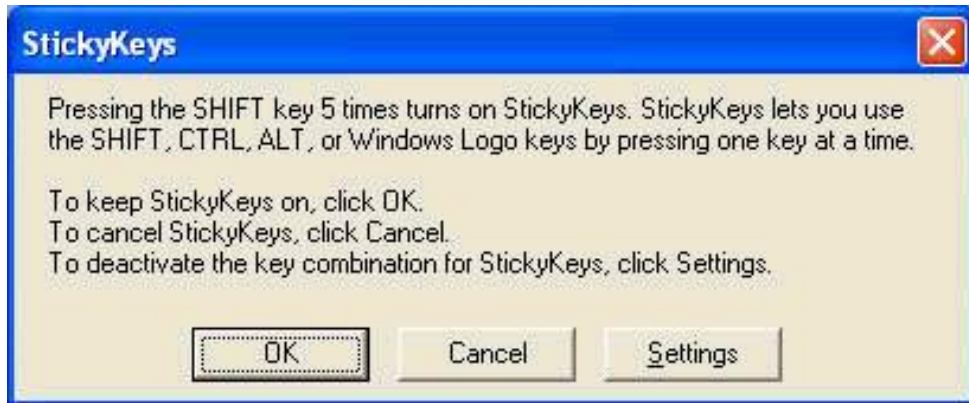 StickyKeys
Pressing the SHIFT key 5 times turns on StickyKeys. StickyKeys lets you use
the SHIFT, CTRL, ALT, or Windows Logo keys by pressing one key at a time.
To keep StickyKeys on, click OK.
To cancel StickyKeys, click Cancel.
To deactivate the key combination for StickyKeys, click Settings.
OK Cancel Settings